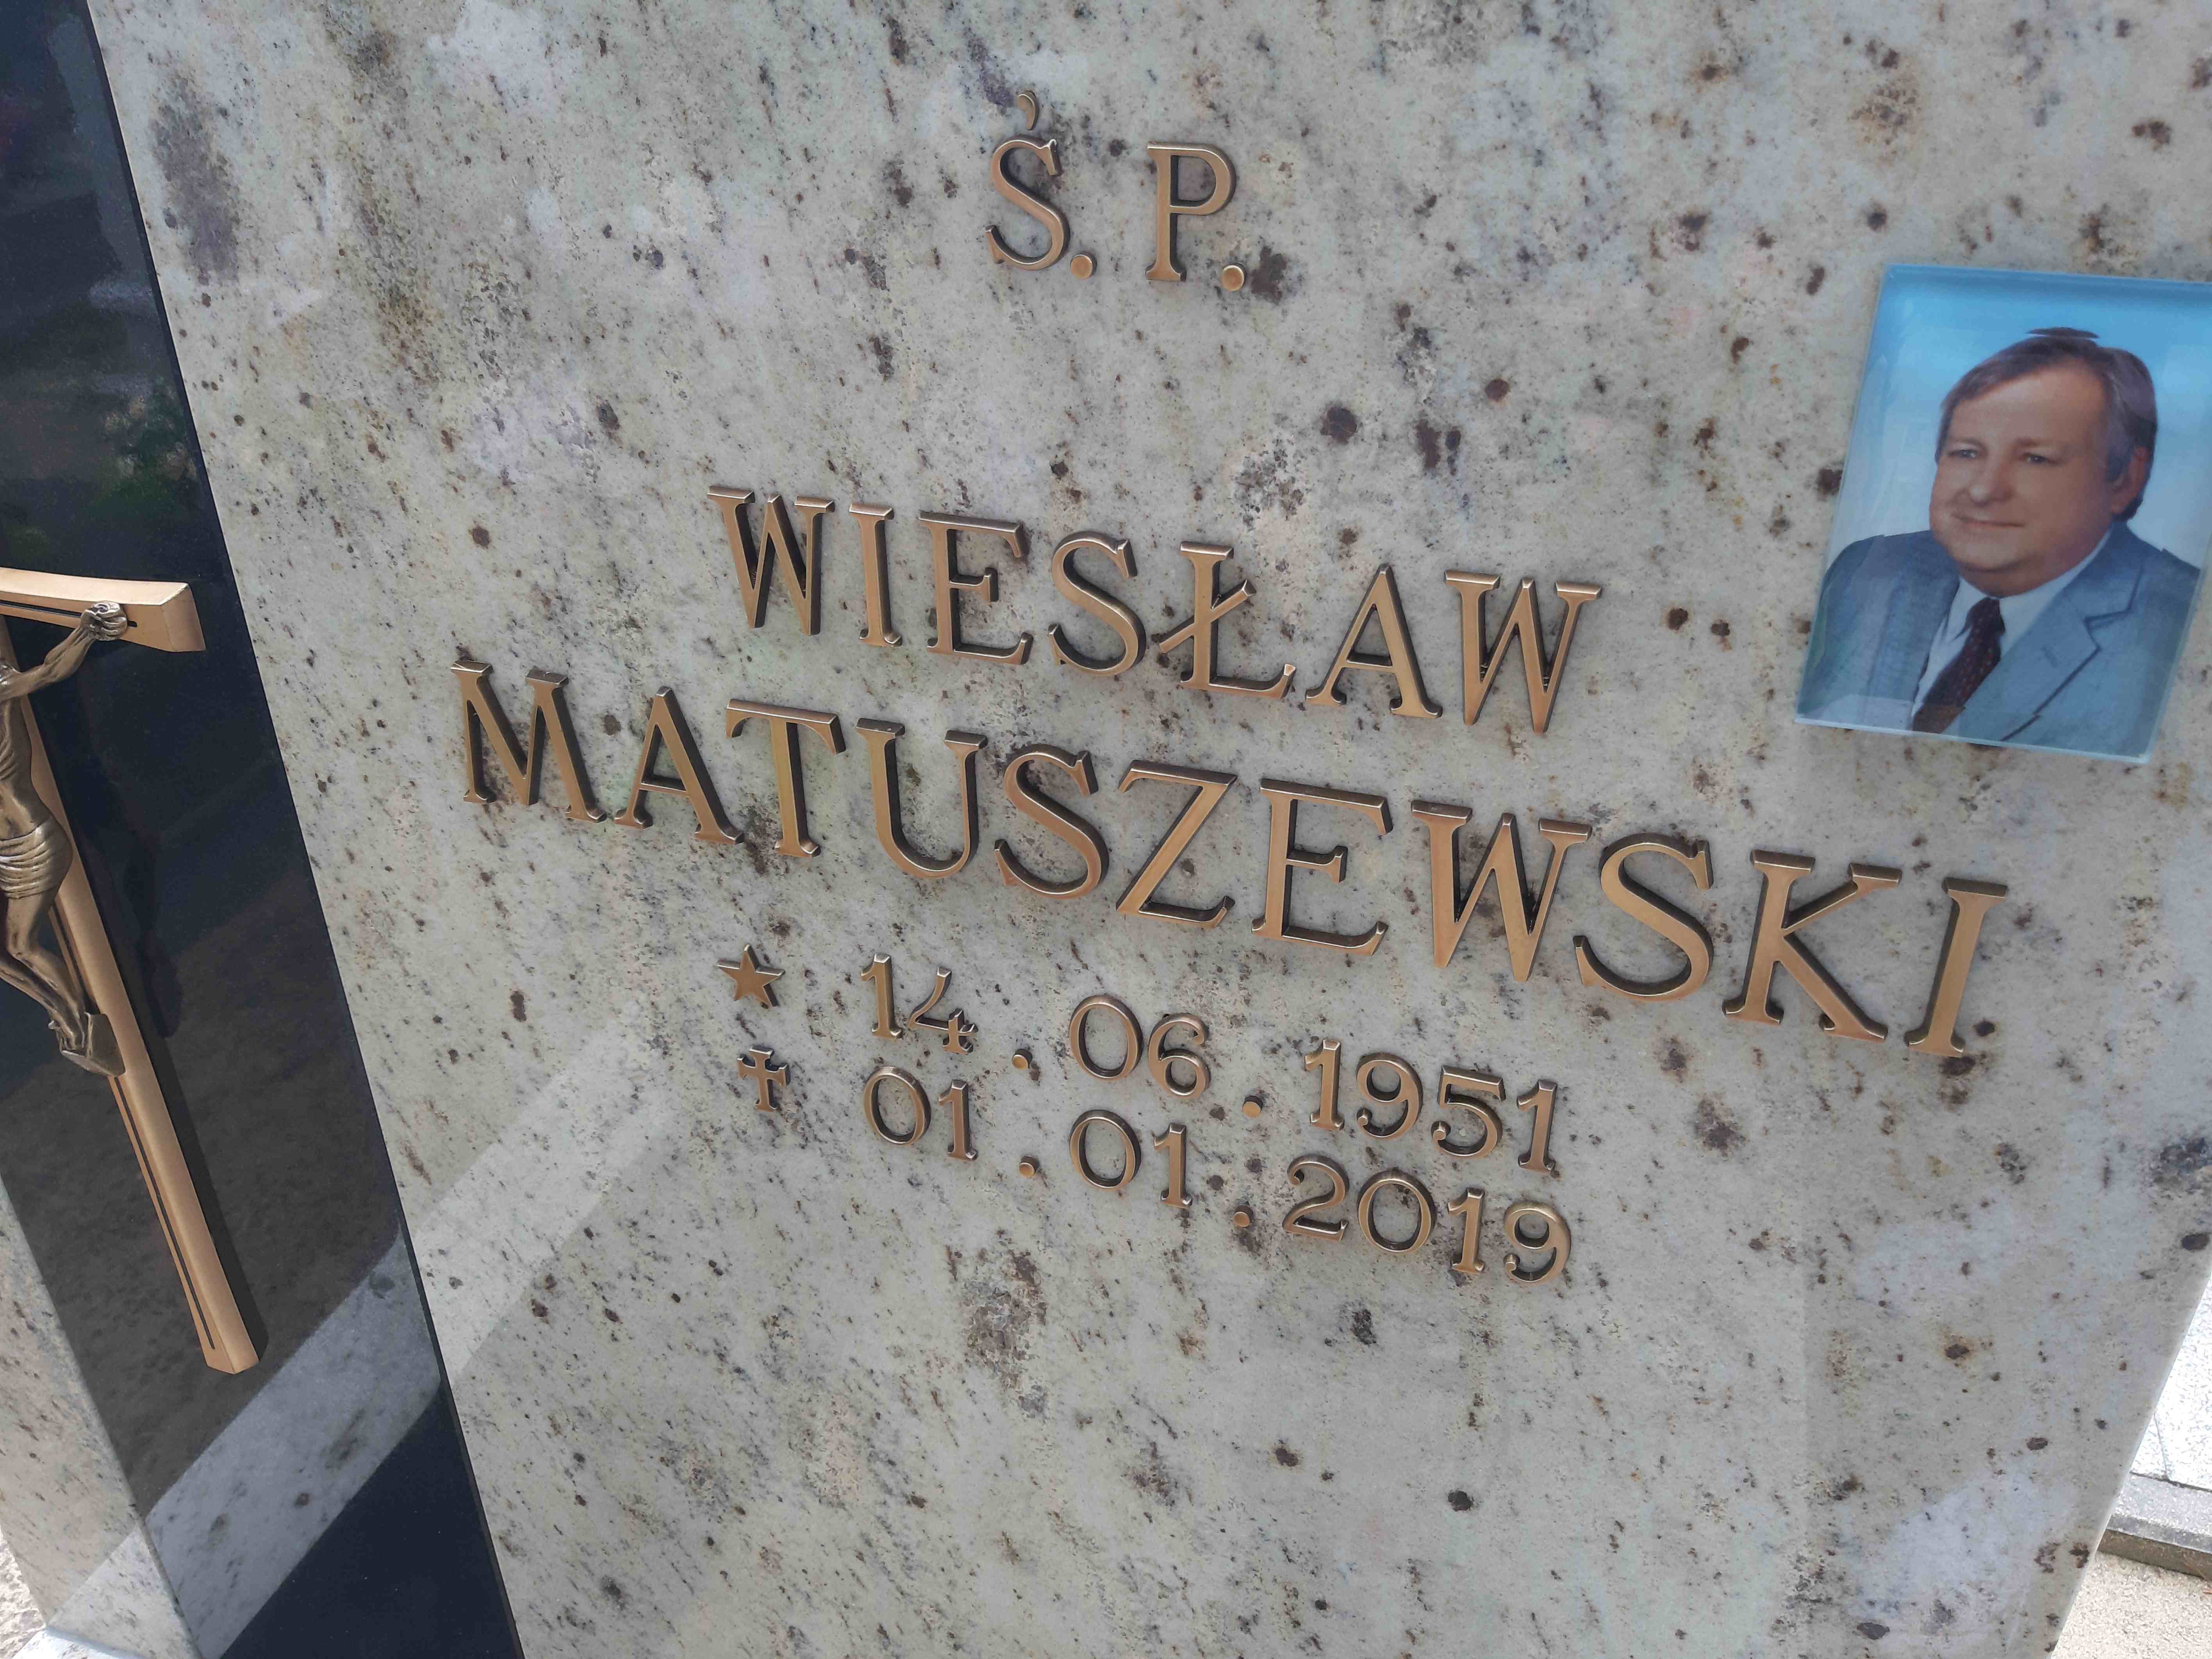 Ś. P.
WIESŁAW
MATUSZEWSKI
★ 14.06.1951
✝ 01.01.2019